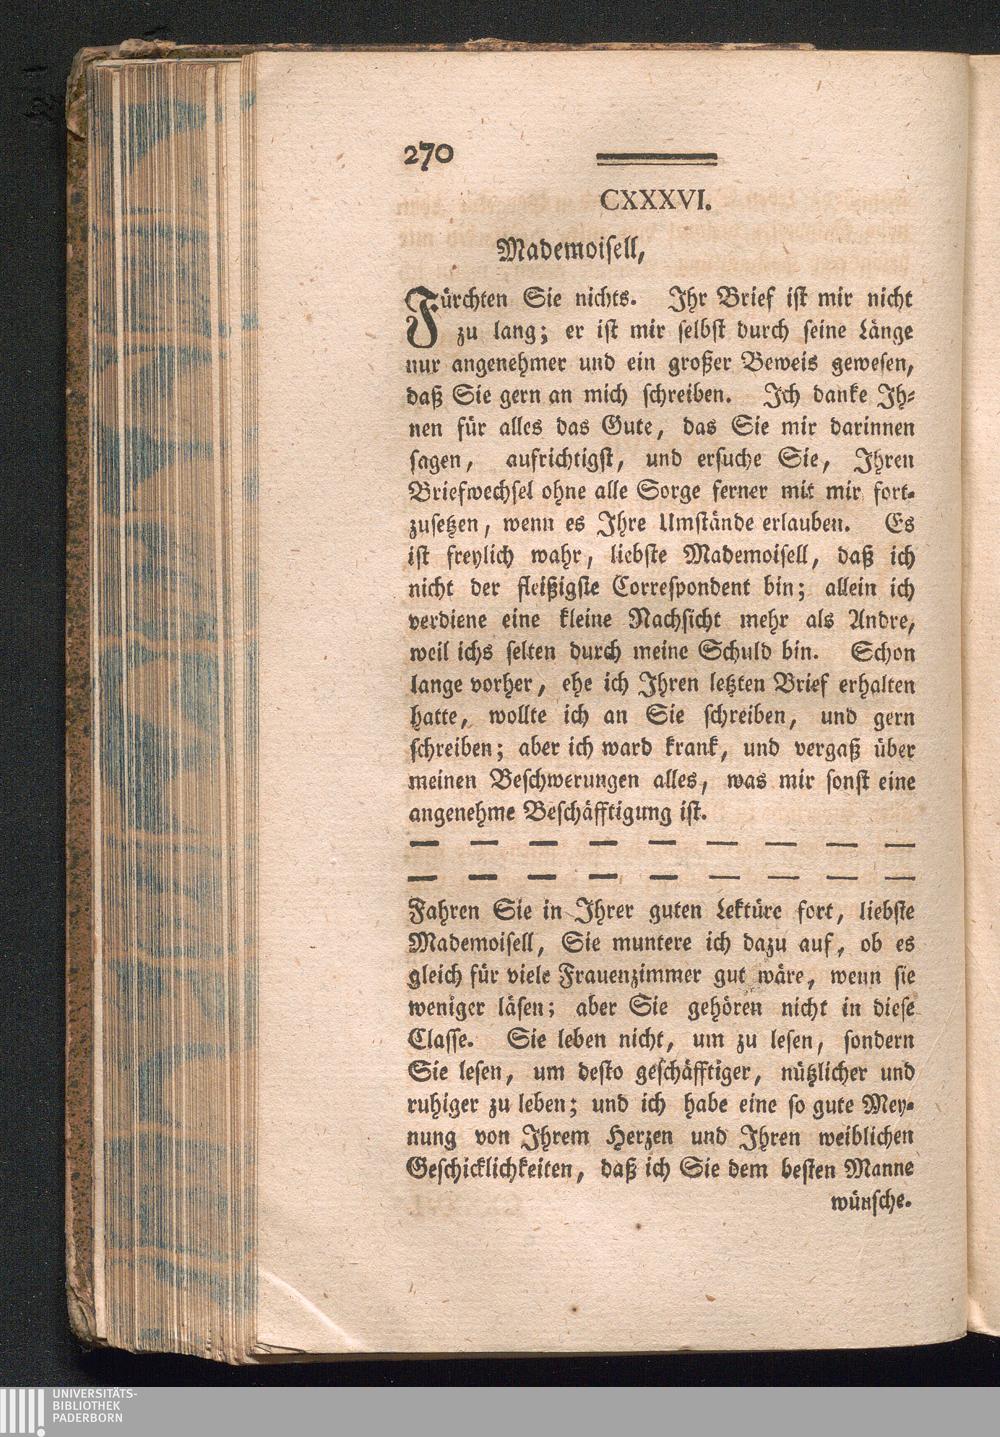 270
CXXXVI.
Mademoisell,
Fürchten Sie nichts. Ihr Brief ist mir nicht
zu lang; er ist mir selbst durch seine Länge
nur angenehmer und ein großer Beweis gewesen,
daß Sie gern an mich schreiben. Ich danke Ih-
nen für alles das Gute, das Sie mir darinnen
sagen, aufrichtigst, und ersuche Sie, Ihren
Briefwechsel ohne alle Sorge ferner mit mir fort-
zusetzen, wenn es Ihre Umstände erlauben. Es
ist freylich wahr, liebste Mademoisell, daß ich
nicht der fleißigste Correspondent bin; allein ich
verdiene eine kleine Nachsicht mehr als Andre,
weil ichs selten durch meine Schuld bin. Schon
lange vorher, ehe ich Ihren letzten Brief erhalten
hatte, wollte ich an Sie schreiben, und gern
schreiben; aber ich ward krank, und vergaß über
meinen Beschwerungen alles, was mir sonst eine
angenehme Beschäfftigung ist.
— — — — — — — — —
— — — — — — — — —
Fahren Sie in Ihrer guten Lektüre fort, liebste
Mademoisell, Sie muntere ich dazu auf, ob es
gleich für viele Frauenzimmer gut wäre, wenn sie
weniger läsen; aber Sie gehören nicht in diese
Classe. Sie leben nicht, um zu lesen, sondern
Sie lesen, um desto geschäfftiger, nützlicher und
ruhiger zu leben; und ich habe eine so gute Mey-
nung von Ihrem Herzen und Ihren weiblichen
Geschicklichkeiten, daß ich Sie dem besten Manne
wünsche.
UNIVERSITÄTS-
BIBLIOTHEK
PADERBORN